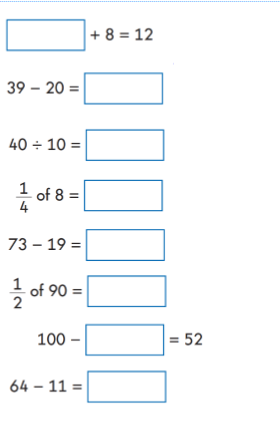 + 8 = 12
39 – 20 =
40 ÷ 10 =
1/4 of 8 =
73 – 19 =
1/2 of 90 =
100 – = 52
64 – 11 =